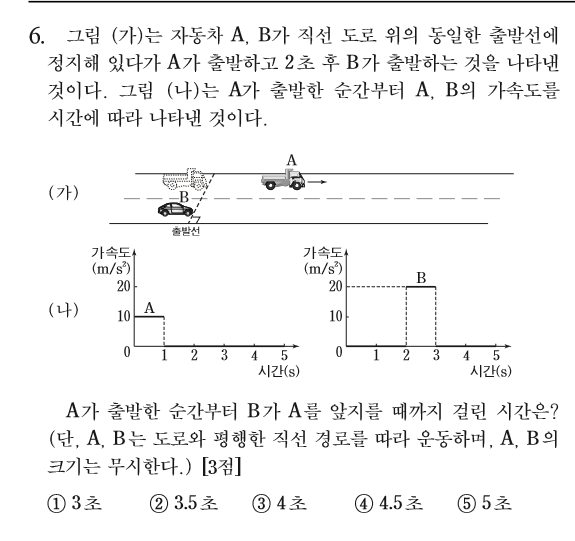 6. 그림 (가)는 자동차 A, B가 직선 도로 위의 동일한 출발선에
정지해 있다가 A가 출발하고 2초 후 B가 출발하는 것을 나타낸
것이다. 그림 (나)는 A가 출발한 순간부터 A, B의 가속도를
시간에 따라 나타낸 것이다.
(가)
A
B
출발선
(나)
가속도
(m/s²)
20
10
0
A
1 2 3 4 5
시간(s)
가속도
(m/s²)
20
10
0
B
1 2 3 4 5
시간(s)
A가 출발한 순간부터 B가 A를 앞지를 때까지 걸린 시간은?
(단, A, B는 도로와 평행한 직선 경로를 따라 운동하며, A, B의
크기는 무시한다.) [3점]
① 3초 ② 3.5초 ③ 4초 ④ 4.5초 ⑤ 5초